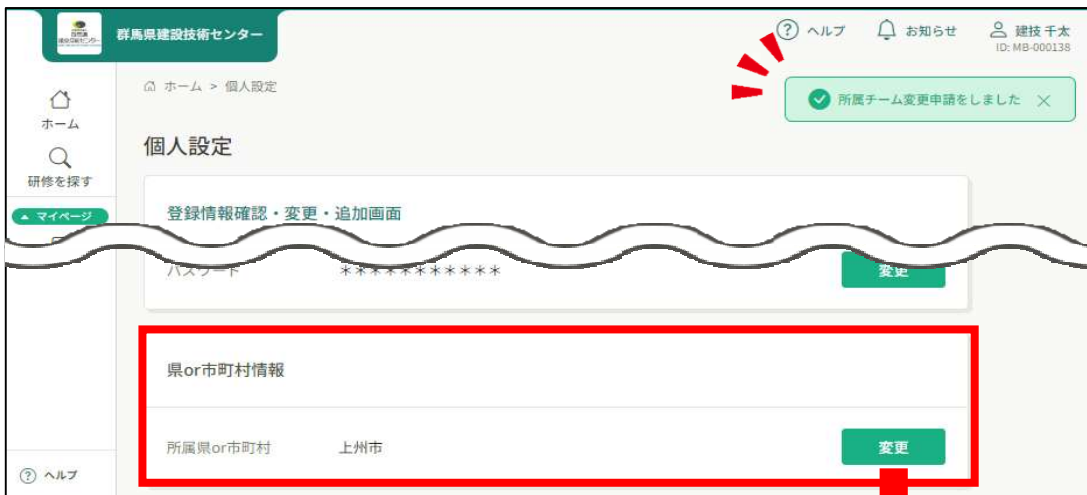 群馬県建設技術センター
ヘルプ
お知らせ
建技 千太
ID: MB-000138
ホーム > 個人設定
所属チーム変更申請をしました
ホーム
個人設定
研修を探す
マイページ
登録情報確認・変更・追加画面
パスワード ***********
変更
県or市町村情報
所属県or市町村 上州市
変更
ヘルプ